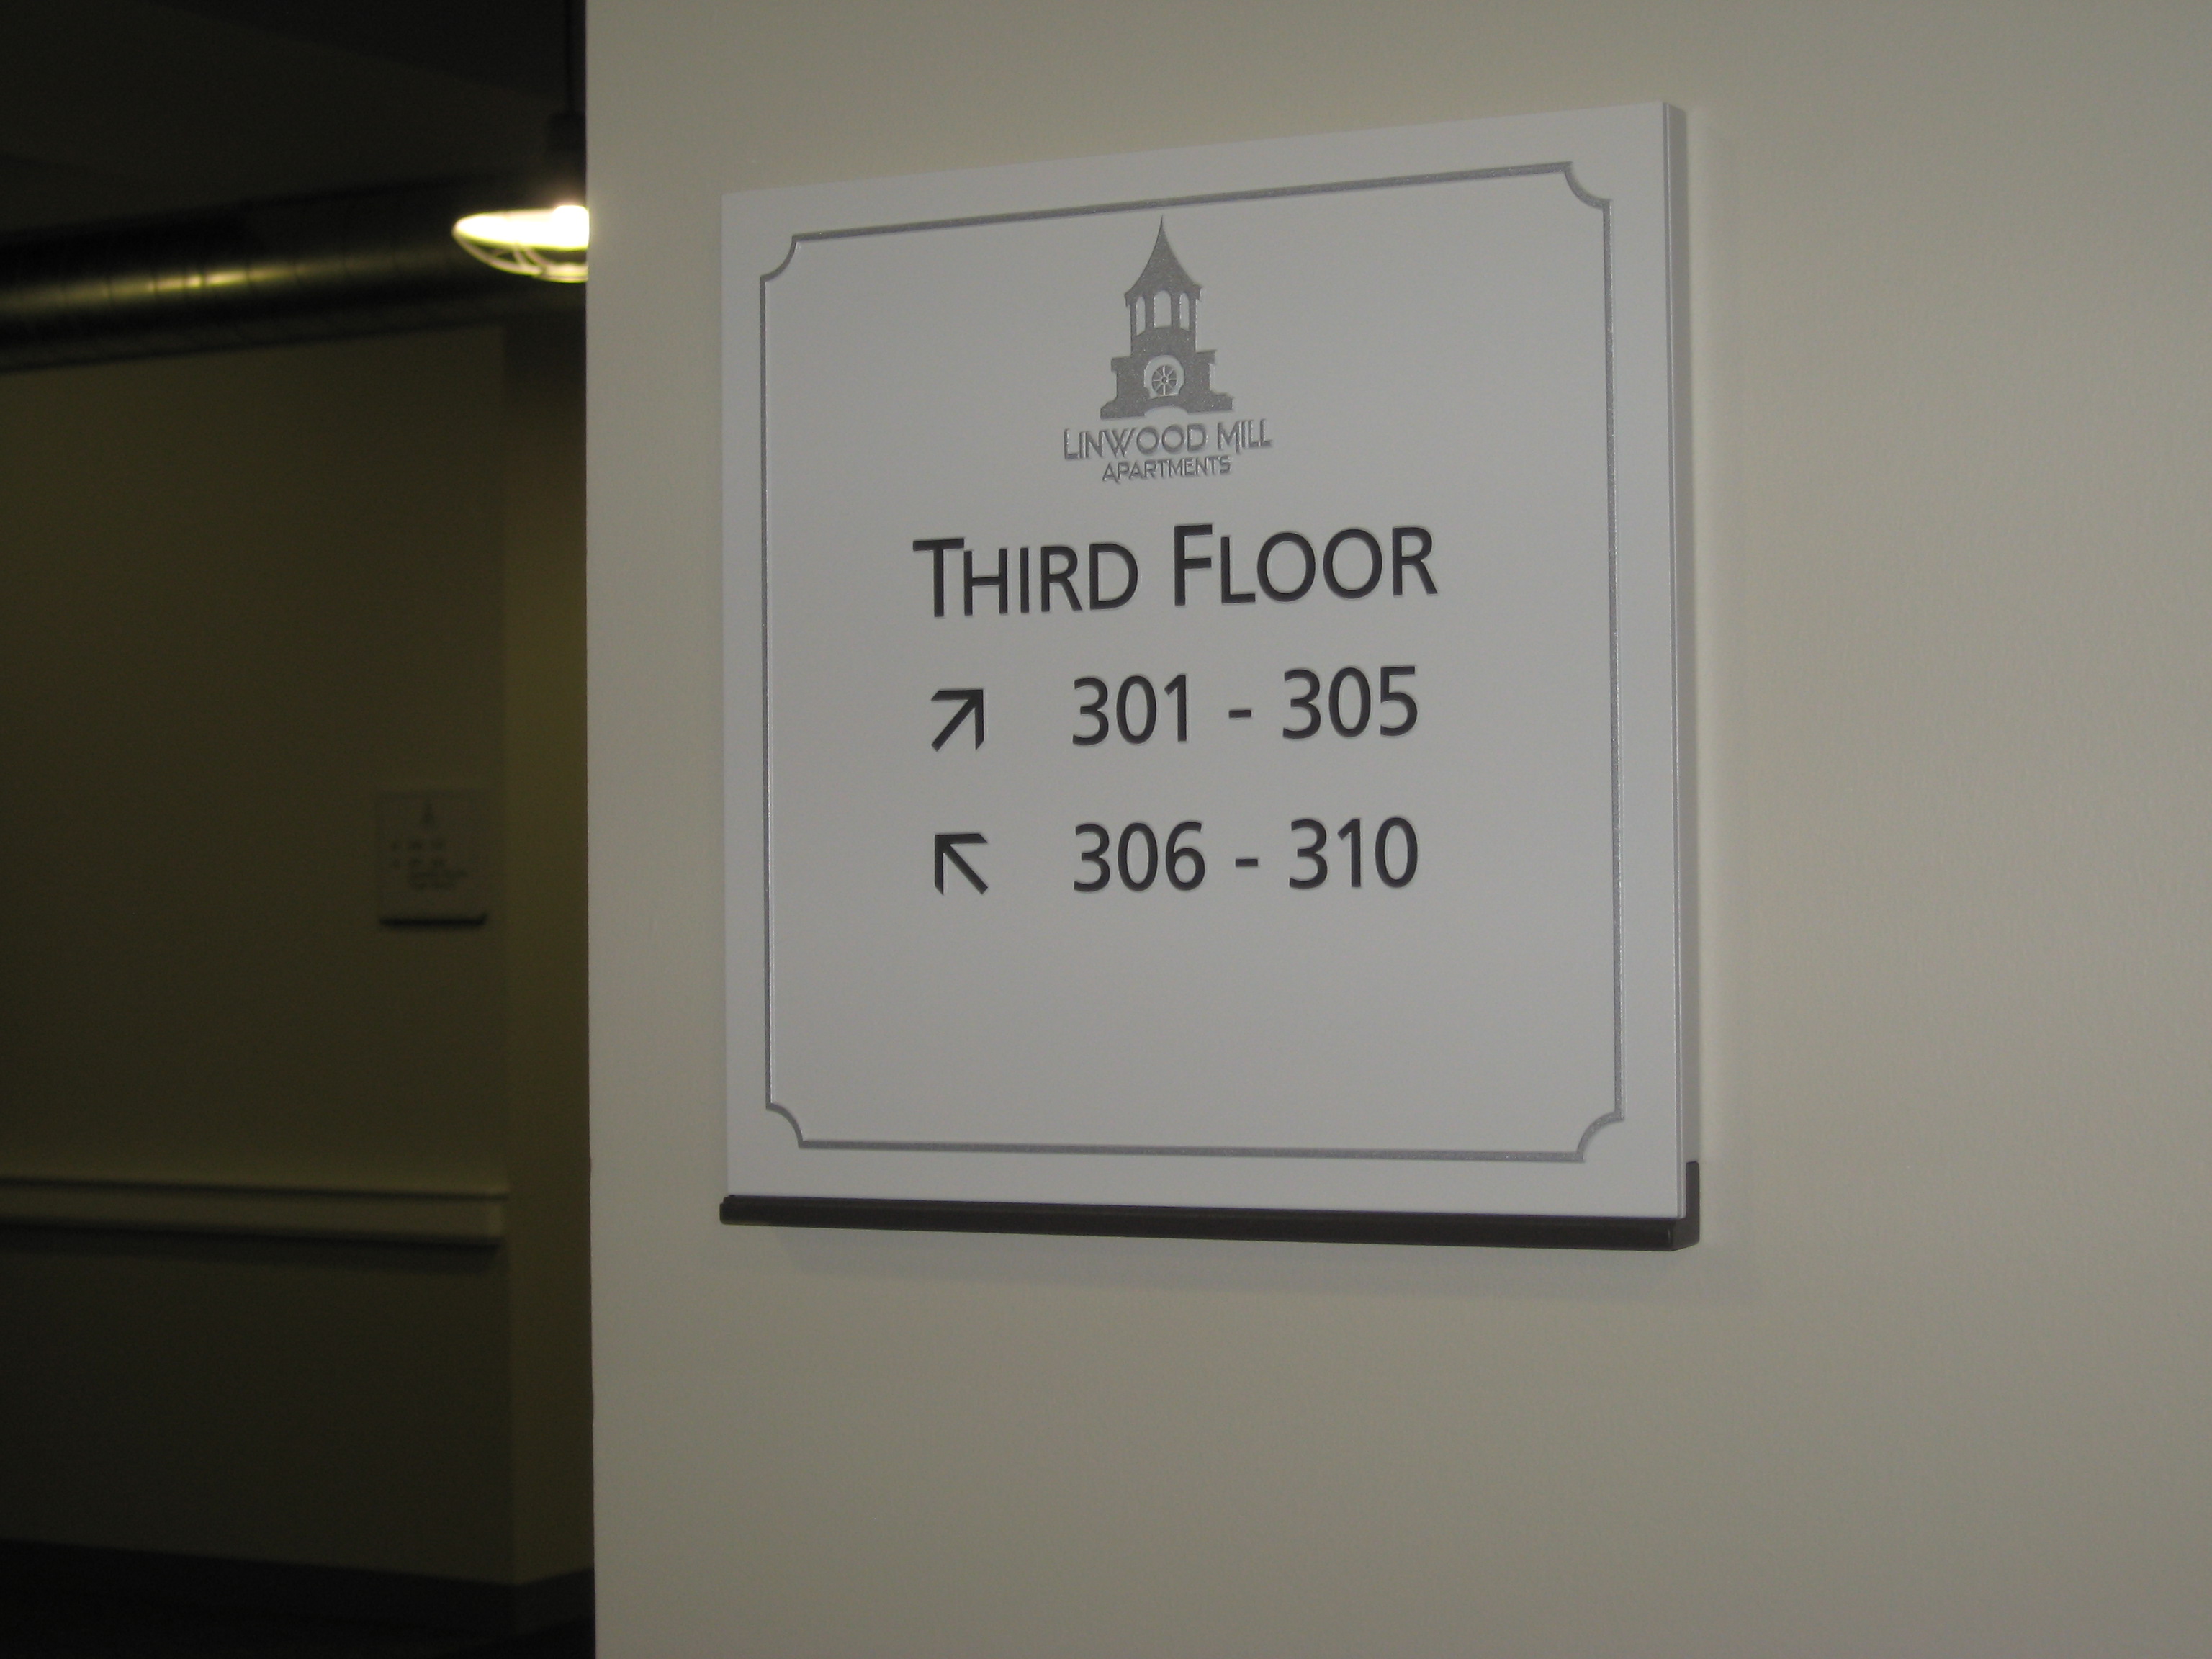 LINWOOD MILL
APARTMENTS
THIRD FLOOR
↗ 301 - 305
↖ 306 - 310